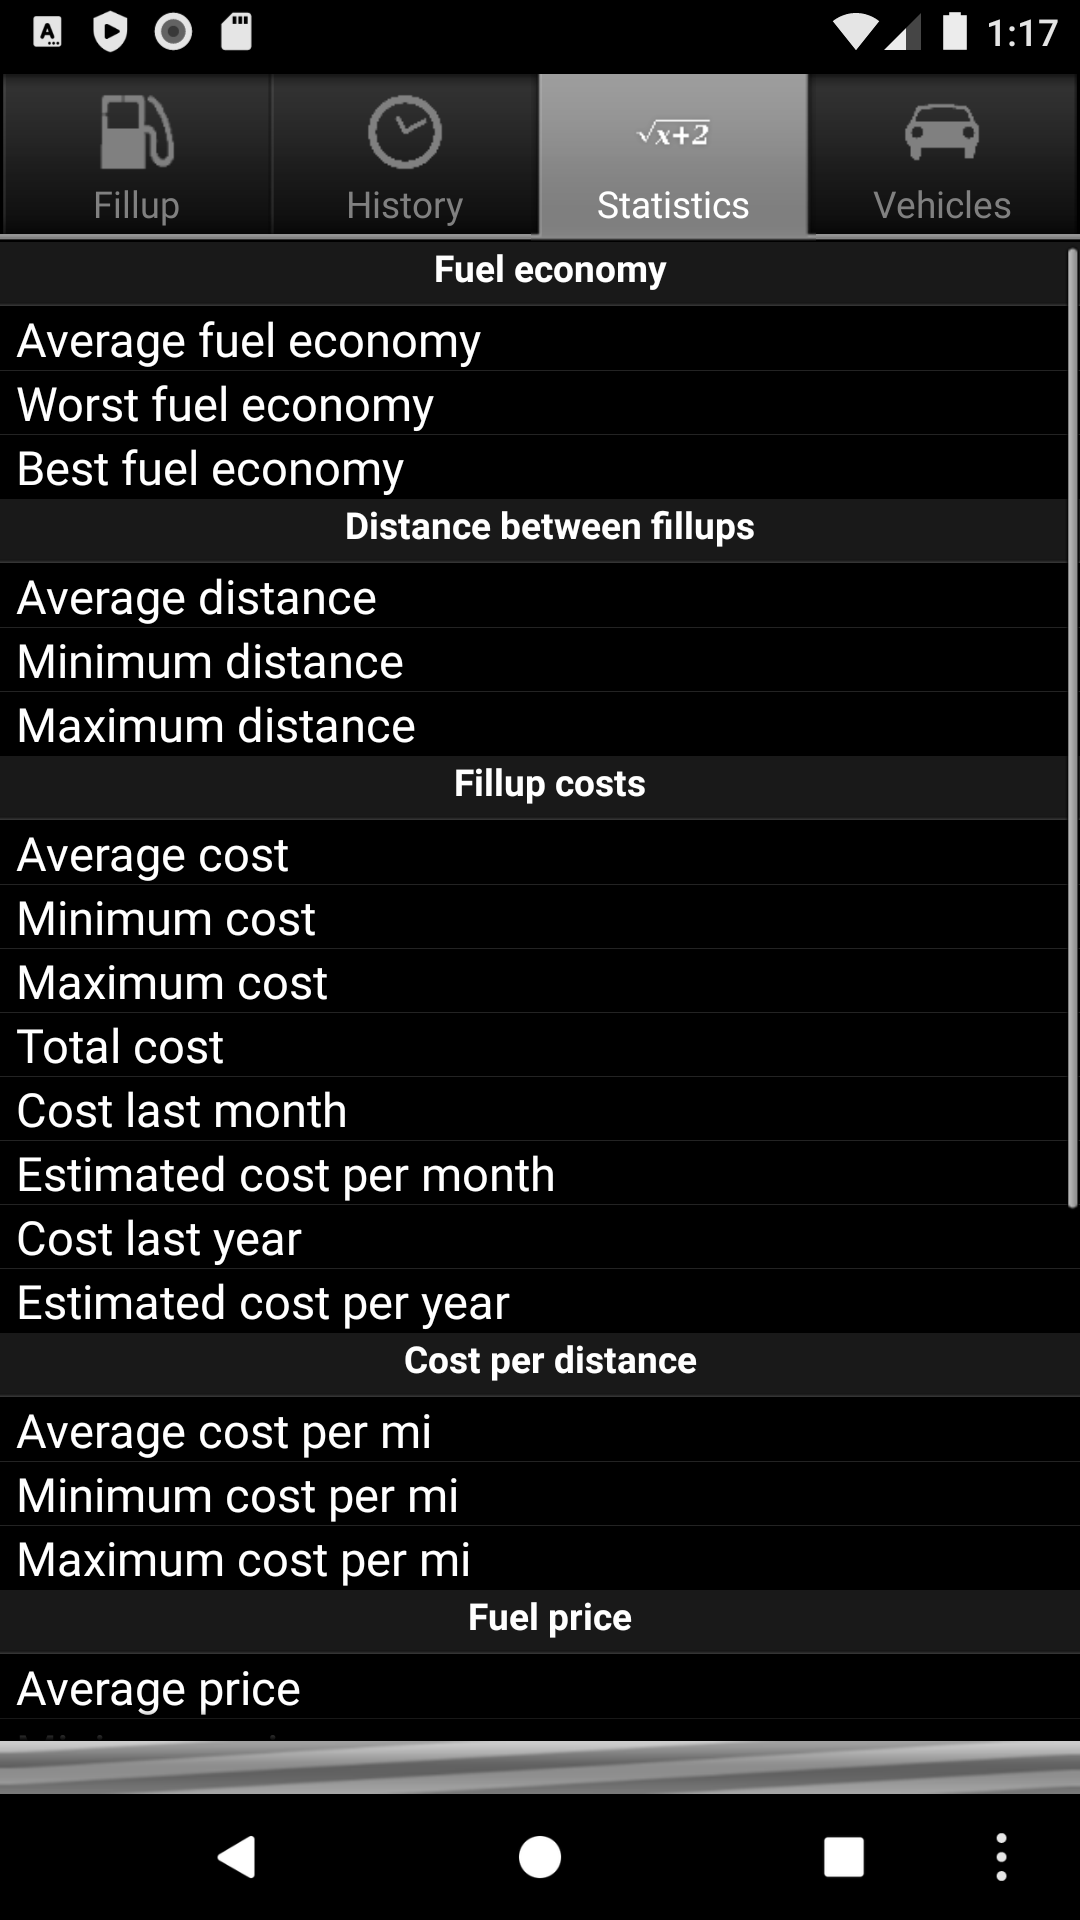 1:17
√x+2
Fillup
History
Statistics
Vehicles
Fuel economy
Average fuel economy
Worst fuel economy
Best fuel economy
Distance between fillups
Average distance
Minimum distance
Maximum distance
Fillup costs
Average cost
Minimum cost
Maximum cost
Total cost
Cost last month
Estimated cost per month
Cost last year
Estimated cost per year
Cost per distance
Average cost per mi
Minimum cost per mi
Maximum cost per mi
Fuel price
Average price